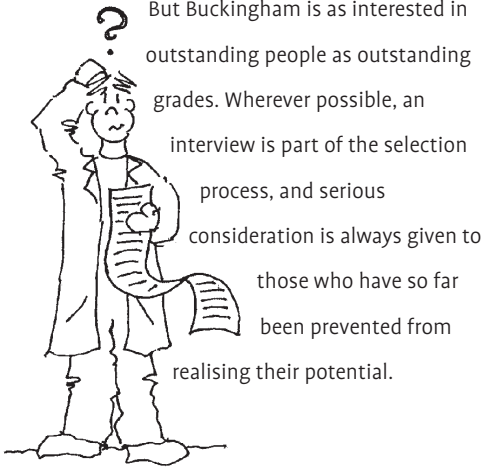 ?
But Buckingham is as interested in
outstanding people as outstanding
grades. Wherever possible, an
interview is part of the selection
process, and serious
consideration is always given to
those who have so far
been prevented from
realising their potential.